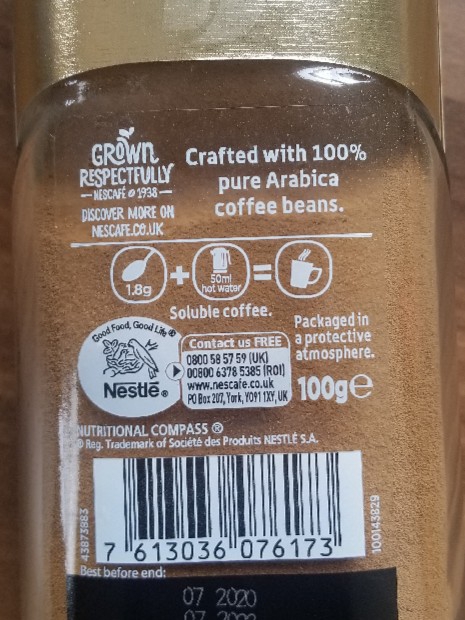 GROWN
RESPECTFULLY
NESCAFÉ 1938
DISCOVER MORE ON
NESCAFE.CO.UK
Crafted with 100%
pure Arabica
coffee beans.
1.8g
+
50ml
hot water
=
Soluble coffee.
Packaged in
a protective
atmosphere.
Good Food, Good Life®
Nestlé®
Contact us FREE
0800 58 57 59 (UK)
00800 6378 5385 (ROI)
www.nescafe.co.uk
PO Box 207, York, YO91 1XY, UK
100g℮
NUTRITIONAL COMPASS ®
® Reg. Trademark of Société des Produits NESTLÉ S.A.
43873883
7 613036 076173
100143829
Best before end:
07 2020